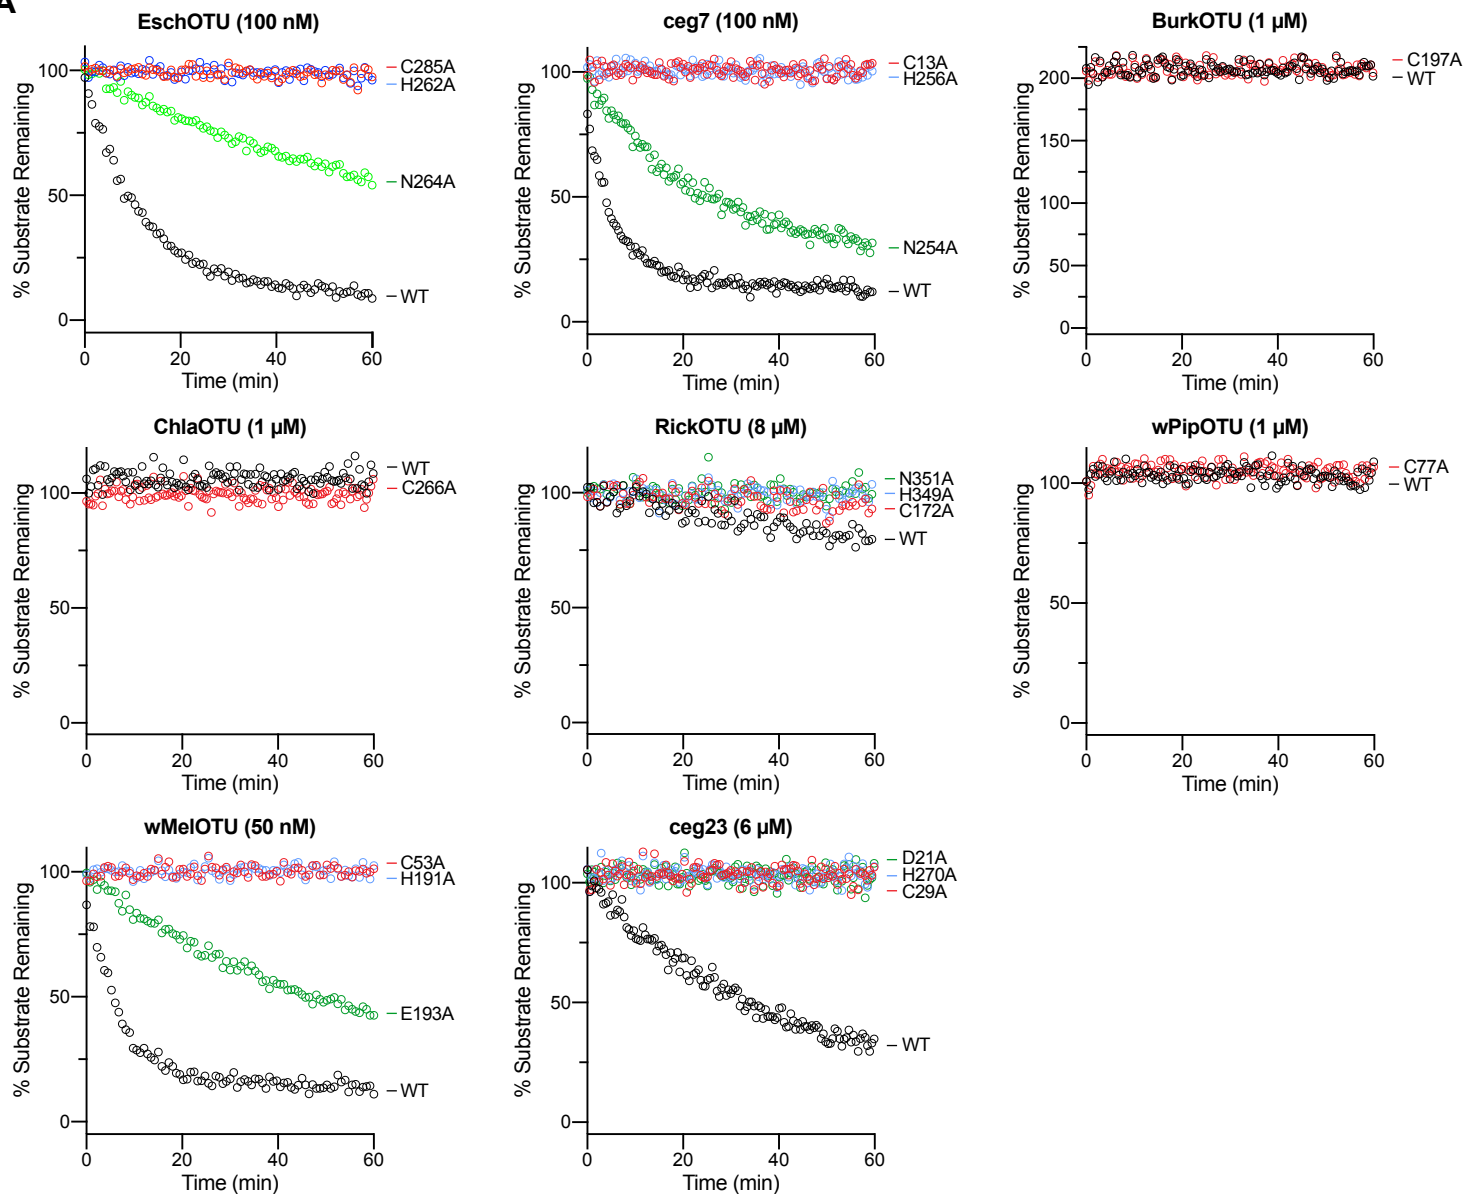 A
EschOTU (100 nM)
% Substrate Remaining
100
50
0
C285A
H262A
N264A
WT
0 20 40 60
Time (min)
ceg7 (100 nM)
% Substrate Remaining
100
50
0
C13A
H256A
N254A
WT
0 20 40 60
Time (min)
BurkOTU (1 µM)
% Substrate Remaining
200
150
100
50
0
C197A
WT
0 20 40 60
Time (min)
ChlaOTU (1 µM)
% Substrate Remaining
100
50
0
WT
C266A
0 20 40 60
Time (min)
RickOTU (8 µM)
% Substrate Remaining
100
50
0
N351A
H349A
C172A
WT
0 20 40 60
Time (min)
wPipOTU (1 µM)
% Substrate Remaining
100
50
0
C77A
WT
0 20 40 60
Time (min)
wMelOTU (50 nM)
% Substrate Remaining
100
50
0
C53A
H191A
E193A
WT
0 20 40 60
Time (min)
ceg23 (6 µM)
% Substrate Remaining
100
50
0
D21A
H270A
C29A
WT
0 20 40 60
Time (min)